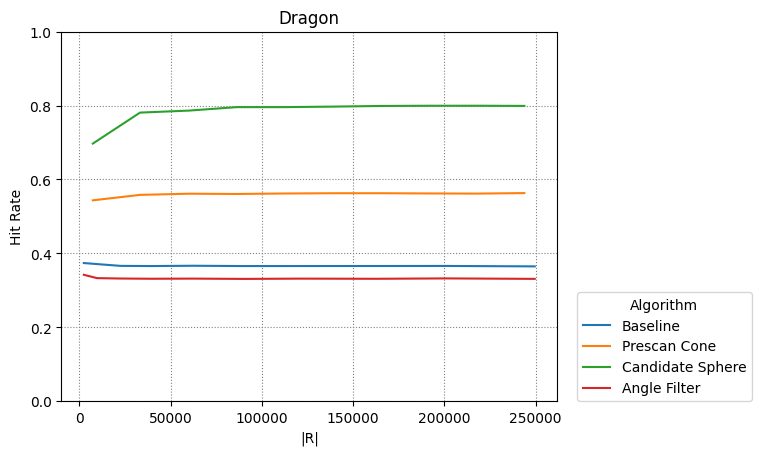 Dragon
1.0
0.8
0.6
0.4
0.2
0.0
Hit Rate
0
50000
100000
150000
200000
250000
|R|
Algorithm
Baseline
Prescan Cone
Candidate Sphere
Angle Filter